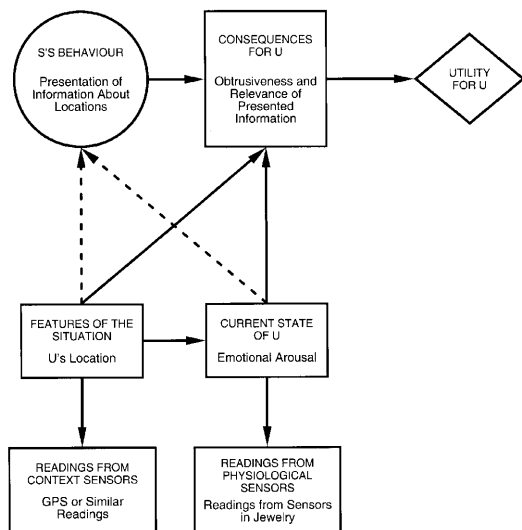 S'S BEHAVIOUR
Presentation of
Information About
Locations
CONSEQUENCES
FOR U
Obtrusiveness and
Relevance of
Presented
Information
UTILITY
FOR U
FEATURES OF THE
SITUATION
U's Location
CURRENT STATE
OF U
Emotional Arousal
READINGS FROM
CONTEXT SENSORS
GPS or Similar
Readings
READINGS FROM
PHYSIOLOGICAL
SENSORS
Readings from Sensors
in Jewelry